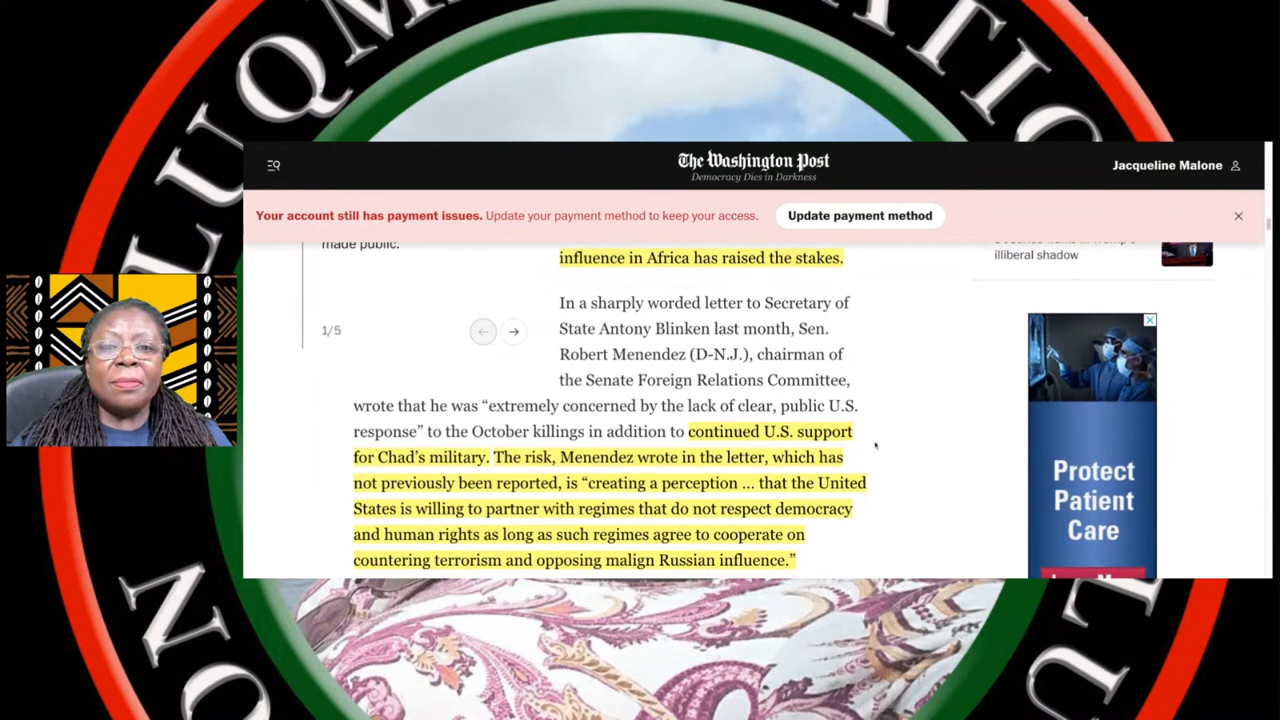 LUQM
ATIO
The Washington Post
Democracy Dies in Darkness
Jacqueline Malone
Your account still has payment issues. Update your payment method to keep your access.
Update payment method
made public.
1/5
influence in Africa has raised the stakes.
In a sharply worded letter to Secretary of
State Antony Blinken last month, Sen.
Robert Menendez (D-N.J.), chairman of
the Senate Foreign Relations Committee,
wrote that he was “extremely concerned by the lack of clear, public U.S.
response” to the October killings in addition to continued U.S. support
for Chad’s military. The risk, Menendez wrote in the letter, which has
not previously been reported, is “creating a perception ... that the United
States is willing to partner with regimes that do not respect democracy
and human rights as long as such regimes agree to cooperate on
countering terrorism and opposing malign Russian influence.”
illiberal shadow
Protect
Patient
Care